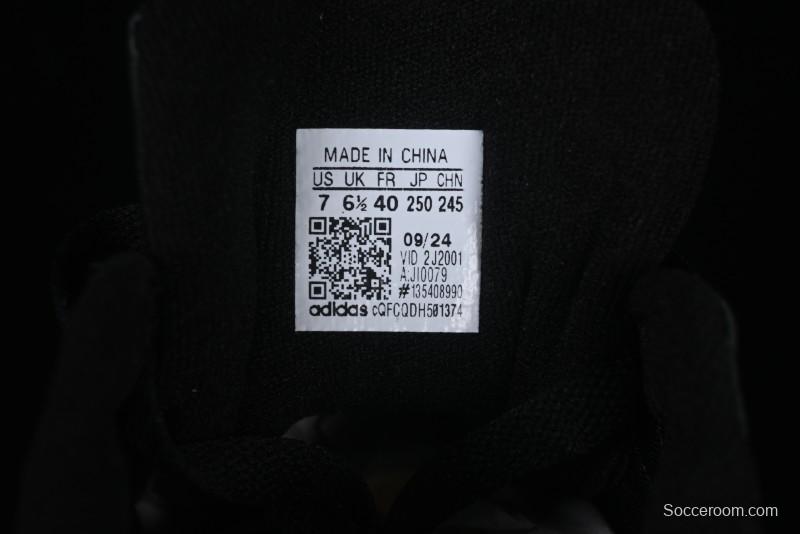 MADE IN CHINA
US UK FR JP CHN
7 6½ 40 250 245
09/24
VID 2J2001
A.JI0079
#135408990
adidas cQFCQDH501374
Socceroom.com